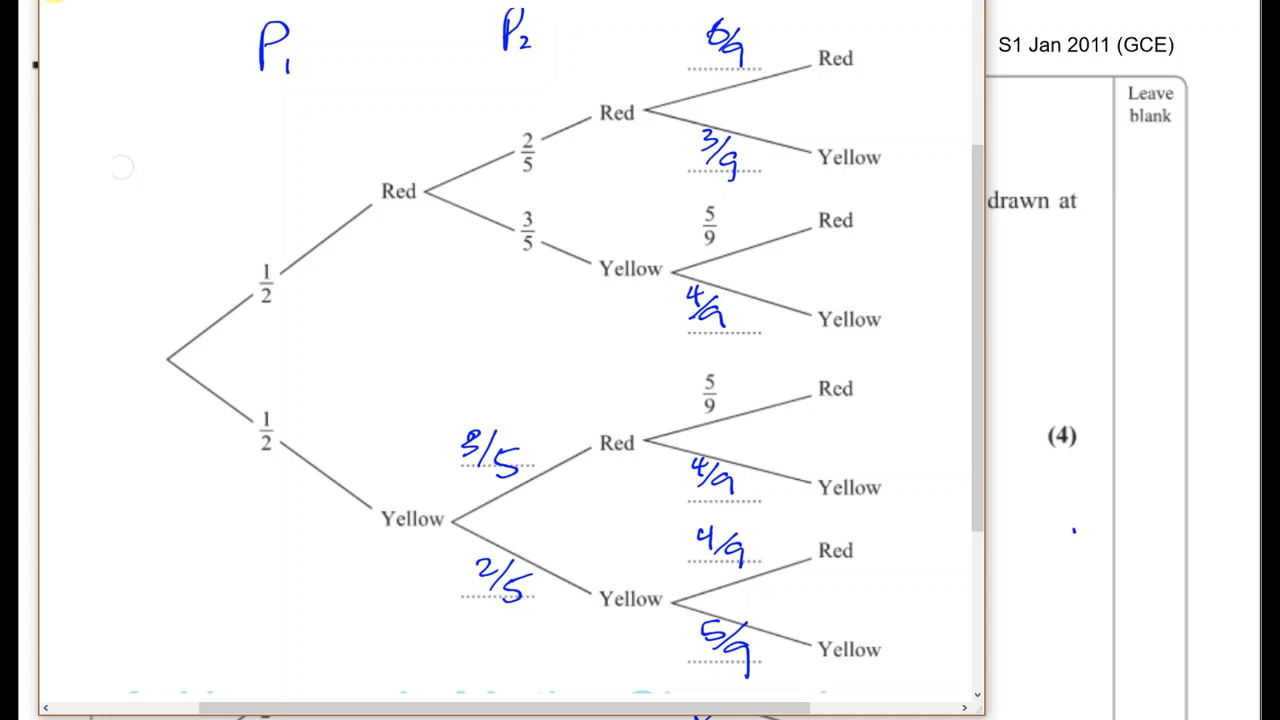 P₁
P₂
6/9
Red
S1 Jan 2011 (GCE)
Leave
blank
Red
2/5
3/9
Yellow
Red
drawn at
3/5
5/9
Red
Yellow
1/2
4/9
Yellow
5/9
Red
1/2
3/5
Red
4/9
Yellow
(4)
Yellow
2/5
4/9
Red
Yellow
5/9
Yellow